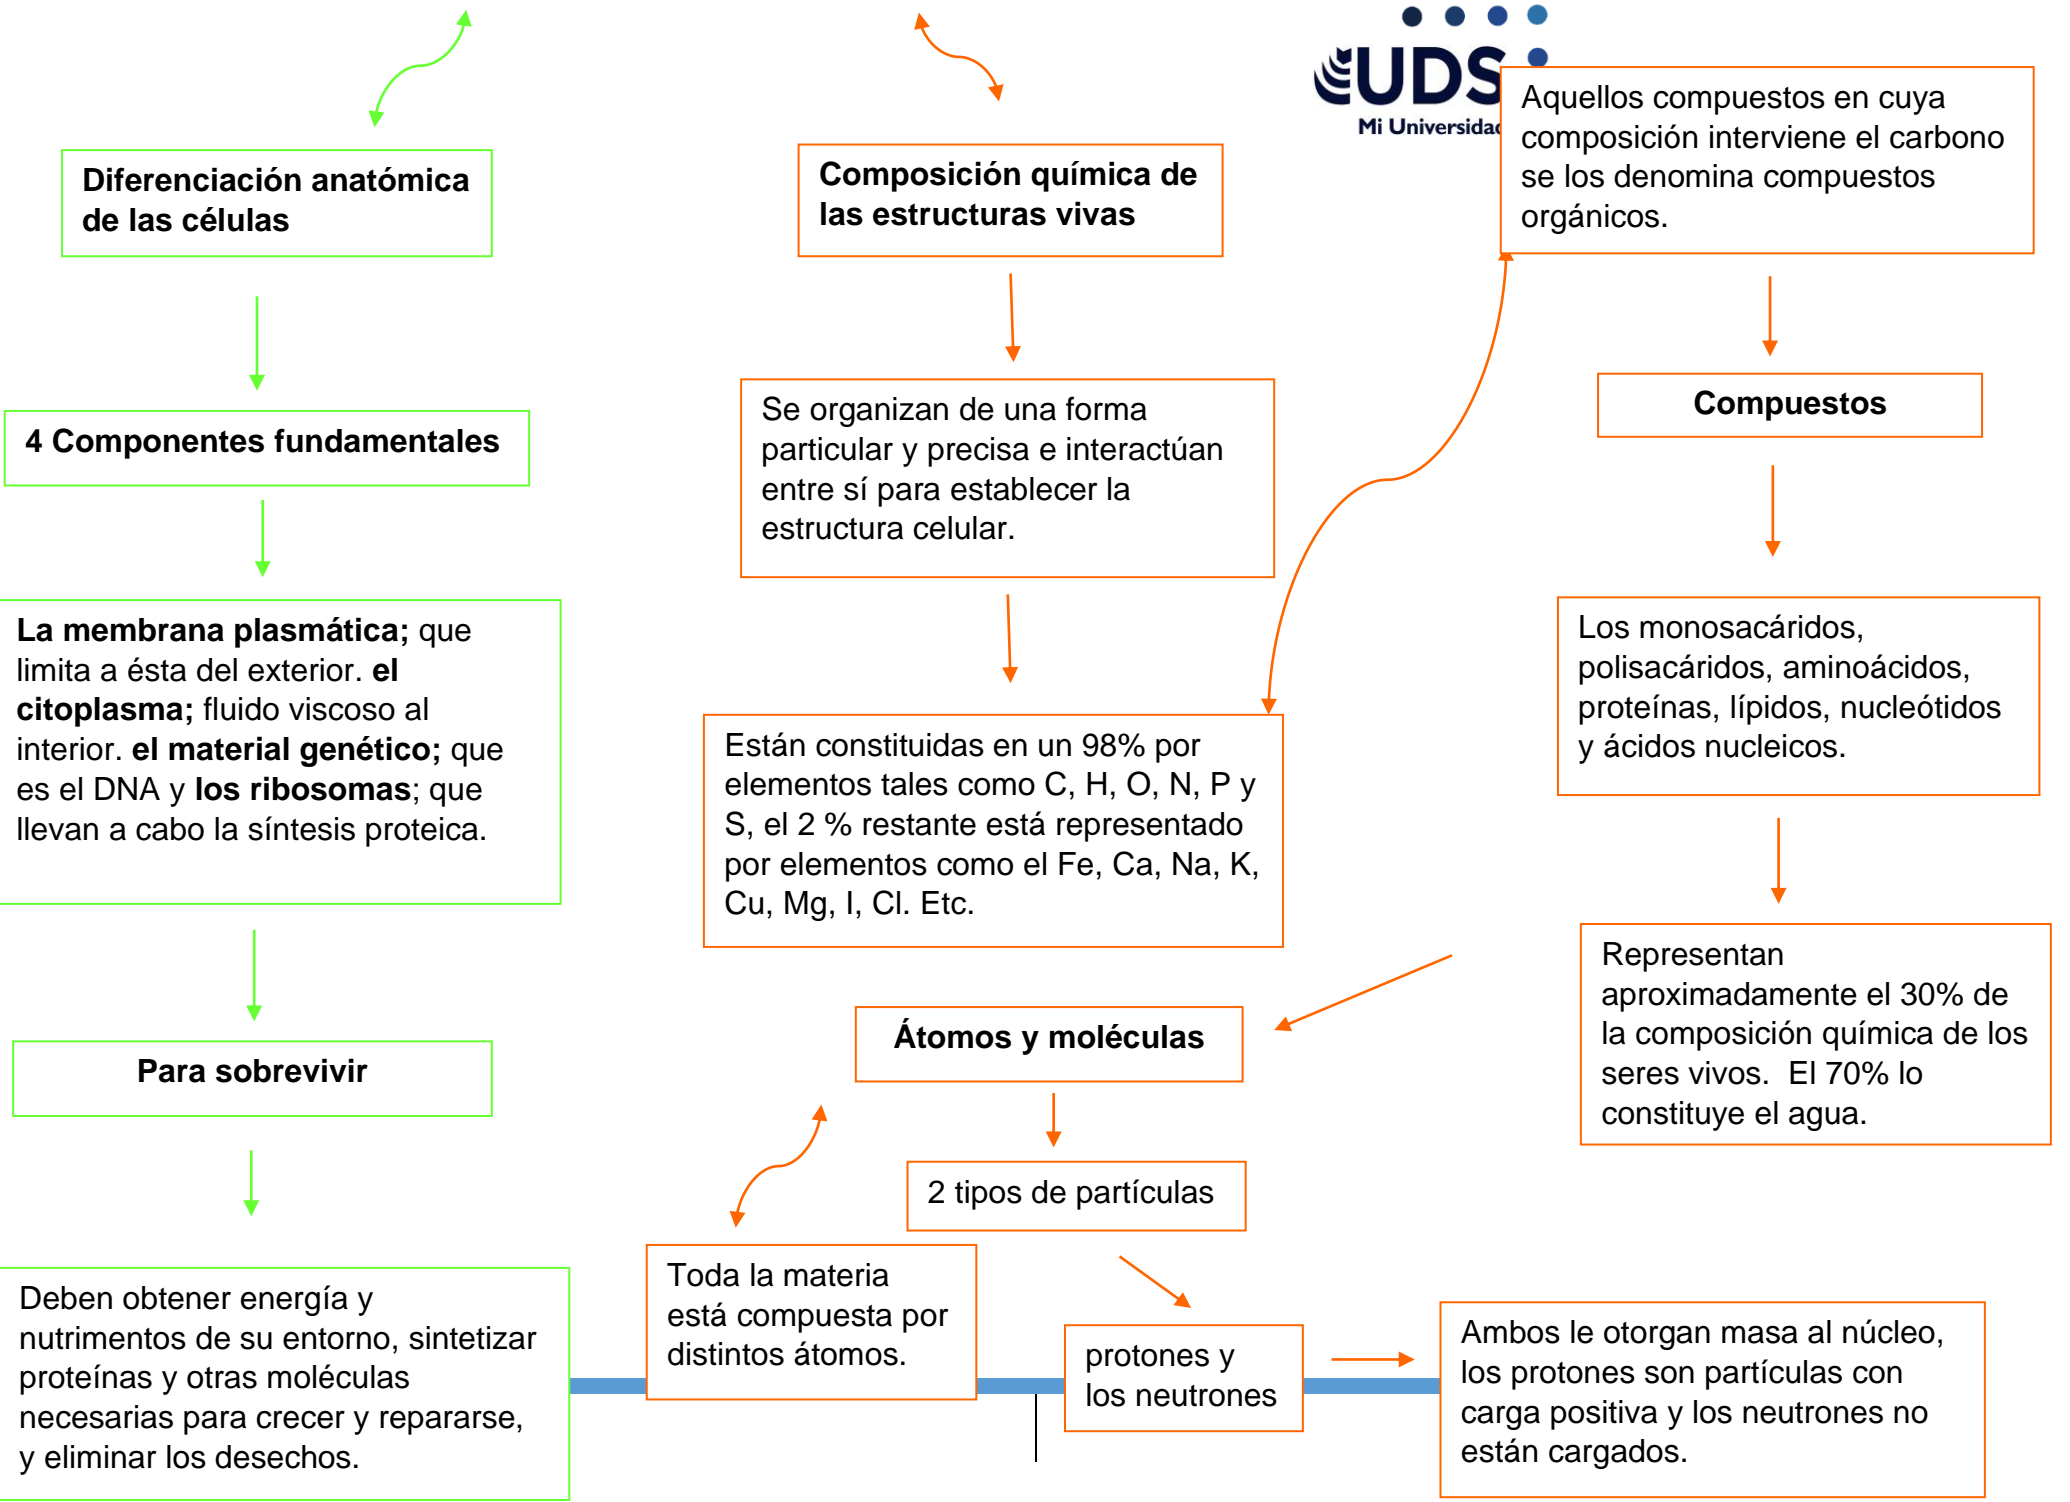 UDS
Mi Universidad
Diferenciación anatómica
de las células
4 Componentes fundamentales
La membrana plasmática; que
limita a ésta del exterior. el
citoplasma; fluido viscoso al
interior. el material genético; que
es el DNA y los ribosomas; que
llevan a cabo la síntesis proteica.
Para sobrevivir
Deben obtener energía y
nutrimentos de su entorno, sintetizar
proteínas y otras moléculas
necesarias para crecer y repararse,
y eliminar los desechos.
Composición química de
las estructuras vivas
Se organizan de una forma
particular y precisa e interactúan
entre sí para establecer la
estructura celular.
Están constituidas en un 98% por
elementos tales como C, H, O, N, P y
S, el 2 % restante está representado
por elementos como el Fe, Ca, Na, K,
Cu, Mg, I, Cl. Etc.
Aquellos compuestos en cuya
composición interviene el carbono
se los denomina compuestos
orgánicos.
Compuestos
Los monosacáridos,
polisacáridos, aminoácidos,
proteínas, lípidos, nucleótidos
y ácidos nucleicos.
Representan
aproximadamente el 30% de
la composición química de los
seres vivos.  El 70% lo
constituye el agua.
Átomos y moléculas
Toda la materia
está compuesta por
distintos átomos.
2 tipos de partículas
protones y
los neutrones
Ambos le otorgan masa al núcleo,
los protones son partículas con
carga positiva y los neutrones no
están cargados.